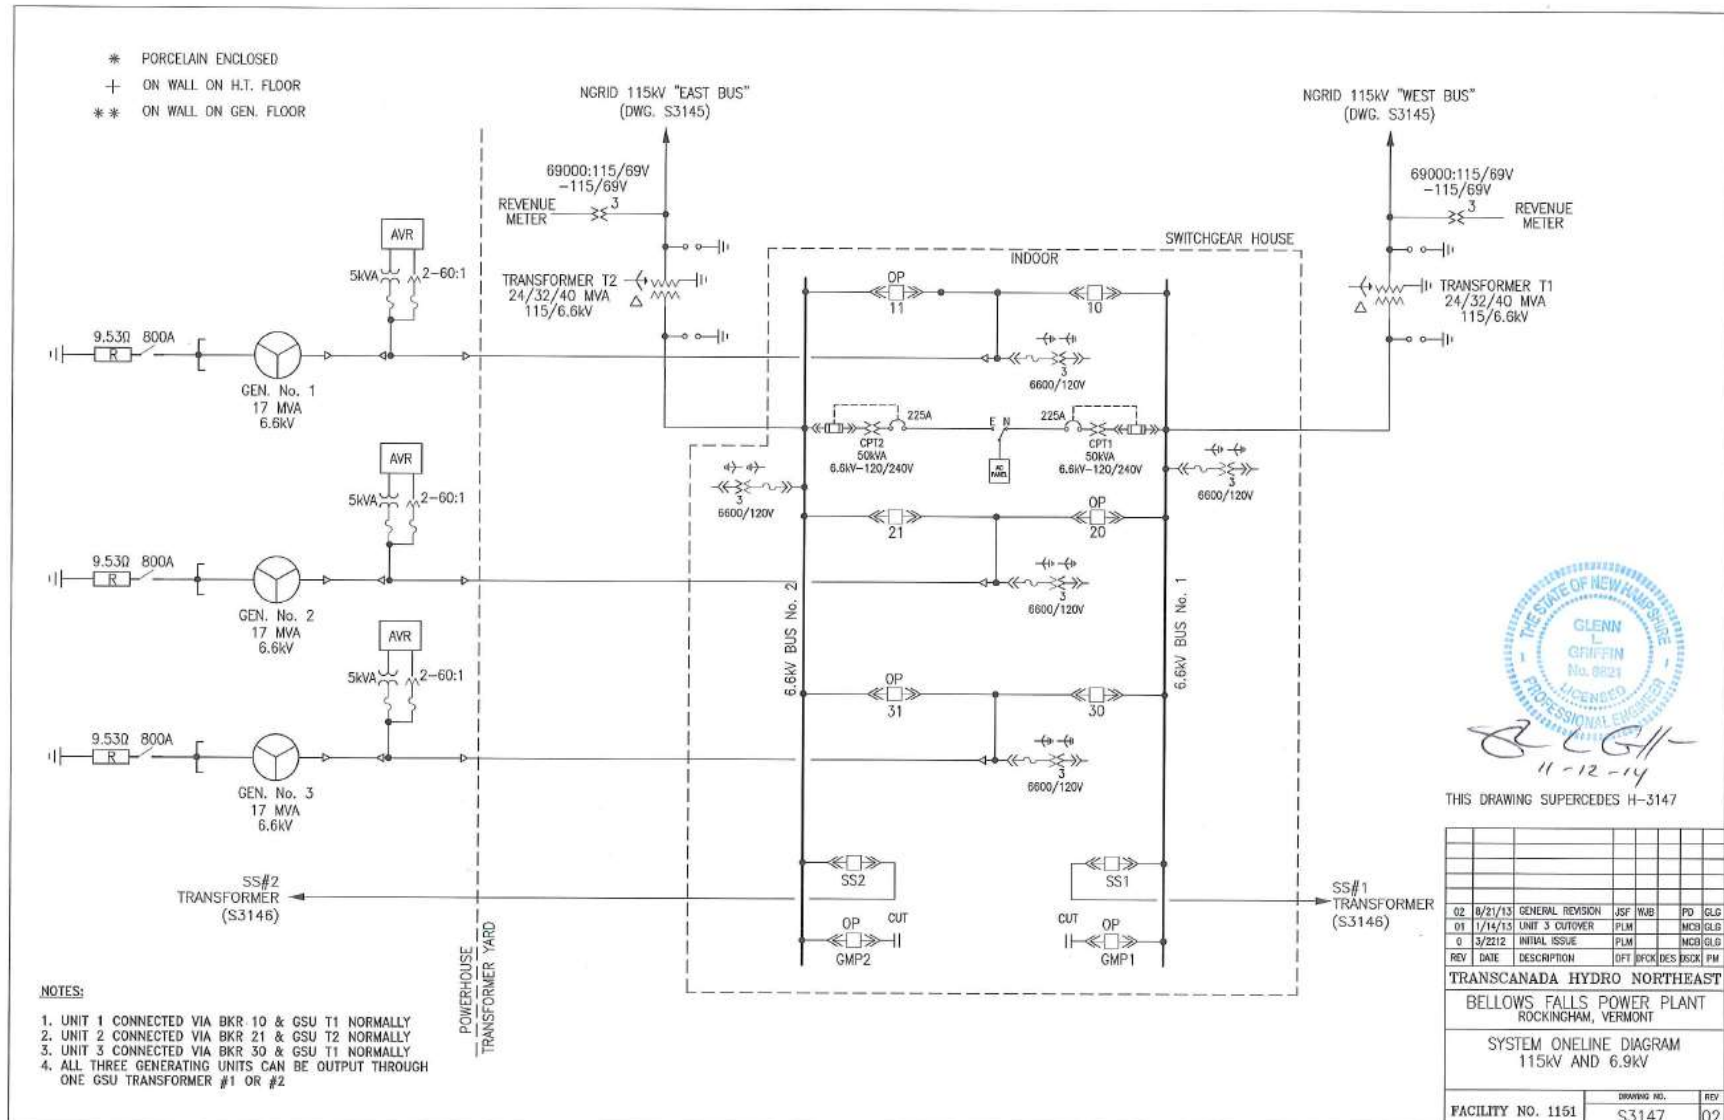 * PORCELAIN ENCLOSED
+ ON WALL ON H.T. FLOOR
** ON WALL ON GEN. FLOOR
NGRID 115kV "EAST BUS"
(DWG. S3145)
NGRID 115kV "WEST BUS"
(DWG. S3145)
69000:115/69V
-115/69V
3
REVENUE
METER
69000:115/69V
-115/69V
3
REVENUE
METER
SWITCHGEAR HOUSE
INDOOR
TRANSFORMER T2
24/32/40 MVA
115/6.6kV
TRANSFORMER T1
24/32/40 MVA
115/6.6kV
AVR
5kVA
2-60:1
9.53Ω 800A
R
GEN. No. 1
17 MVA
6.6kV
OP
11
10
3
6600/120V
225A
E N
225A
CPT2
50kVA
6.6kV-120/240V
AC
PANEL
CPT1
50kVA
6.6kV-120/240V
3
6600/120V
3
6600/120V
AVR
5kVA
2-60:1
9.53Ω 800A
R
GEN. No. 2
17 MVA
6.6kV
21
OP
20
3
6600/120V
6.6kV BUS No. 2
6.6kV BUS No. 1
AVR
5kVA
2-60:1
9.53Ω 800A
R
GEN. No. 3
17 MVA
6.6kV
OP
31
30
3
6600/120V
SS2
SS1
SS#2
TRANSFORMER
(S3146)
SS#1
TRANSFORMER
(S3146)
CUT
OP
GMP2
CUT
OP
GMP1
POWERHOUSE
TRANSFORMER YARD
NOTES:
1. UNIT 1 CONNECTED VIA BKR 10 & GSU T1 NORMALLY
2. UNIT 2 CONNECTED VIA BKR 21 & GSU T2 NORMALLY
3. UNIT 3 CONNECTED VIA BKR 30 & GSU T1 NORMALLY
4. ALL THREE GENERATING UNITS CAN BE OUTPUT THROUGH
ONE GSU TRANSFORMER #1 OR #2
THE STATE OF NEW HAMPSHIRE
GLENN
L.
GRIFFIN
No. 8821
LICENSED
PROFESSIONAL ENGINEER
11-12-14
THIS DRAWING SUPERCEDES H-3147
02 8/21/13 GENERAL REVISION JSF WJB PD GLG
01 1/14/13 UNIT 3 CUTOVER PLM MCB GLG
0 3/2212 INITIAL ISSUE PLM MCB GLG
REV DATE DESCRIPTION DFT DFCK DES DSCK PM
TRANSCANADA HYDRO NORTHEAST
BELLOWS FALLS POWER PLANT
ROCKINGHAM, VERMONT
SYSTEM ONELINE DIAGRAM
115kV AND 6.9kV
FACILITY NO. 1151
DRAWING NO.
S3147
REV
02